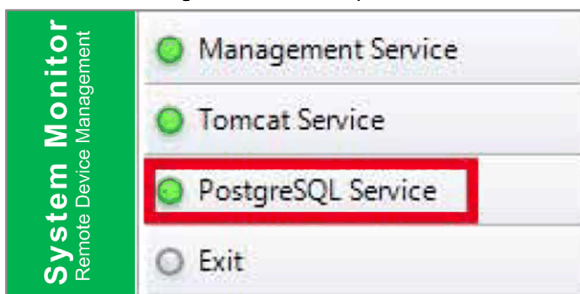 System Monitor
Remote Device Management
Management Service
Tomcat Service
PostgreSQL Service
Exit